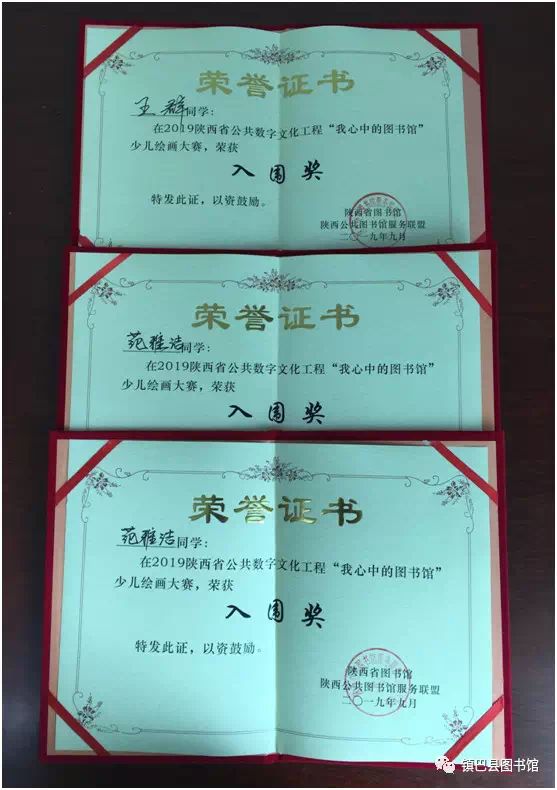 荣誉证书
王群同学：
在2019陕西省公共数字文化工程“我心中的图书馆”
少儿绘画大赛，荣获
入围奖
特发此证，以资鼓励。
陕西省图书馆
陕西公共图书馆服务联盟
二〇一九年九月
荣誉证书
范雅洁同学：
在2019陕西省公共数字文化工程“我心中的图书馆”
少儿绘画大赛，荣获
入围奖
荣誉证书
范雅洁同学：
在2019陕西省公共数字文化工程“我心中的图书馆”
少儿绘画大赛，荣获
入围奖
特发此证，以资鼓励。
陕西省图书馆
陕西公共图书馆服务联盟
二〇一九年九月
镇巴县图书馆